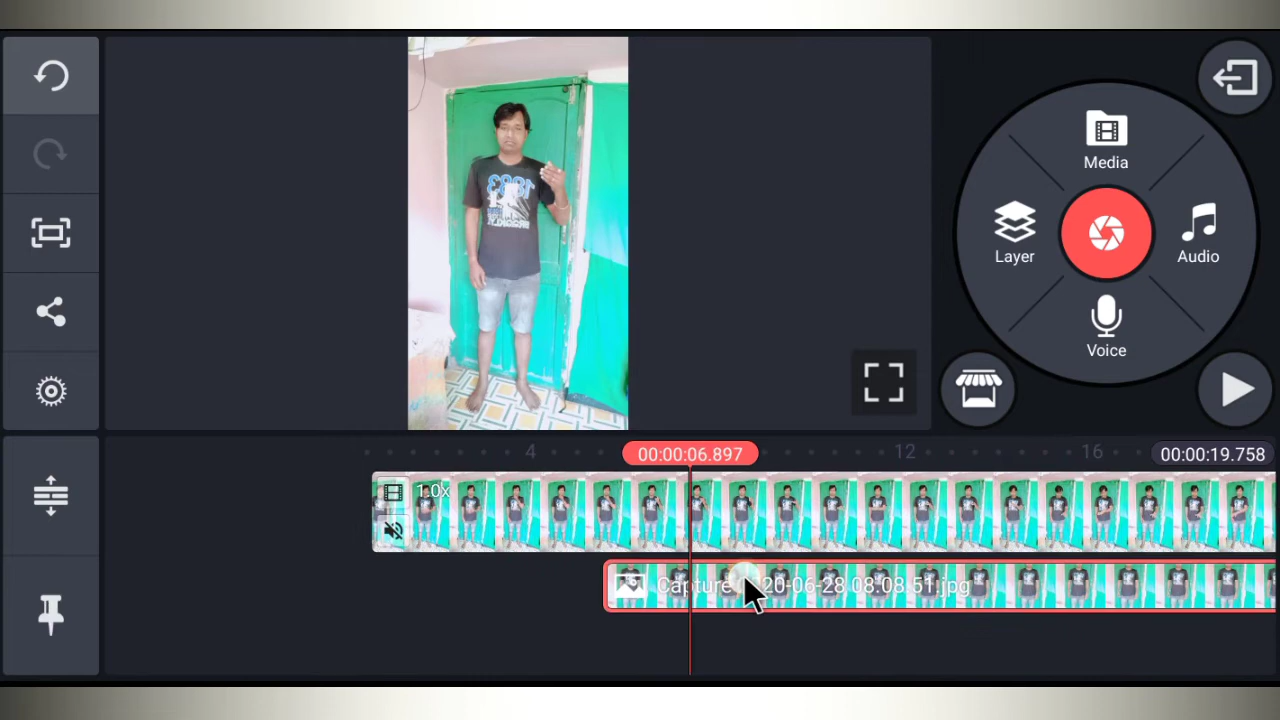 Media
Layer
Audio
Voice
4
00:00:06.897
12
16
00:00:19.758
1.0x
Capture 20-06-28 08.08.51.jpg